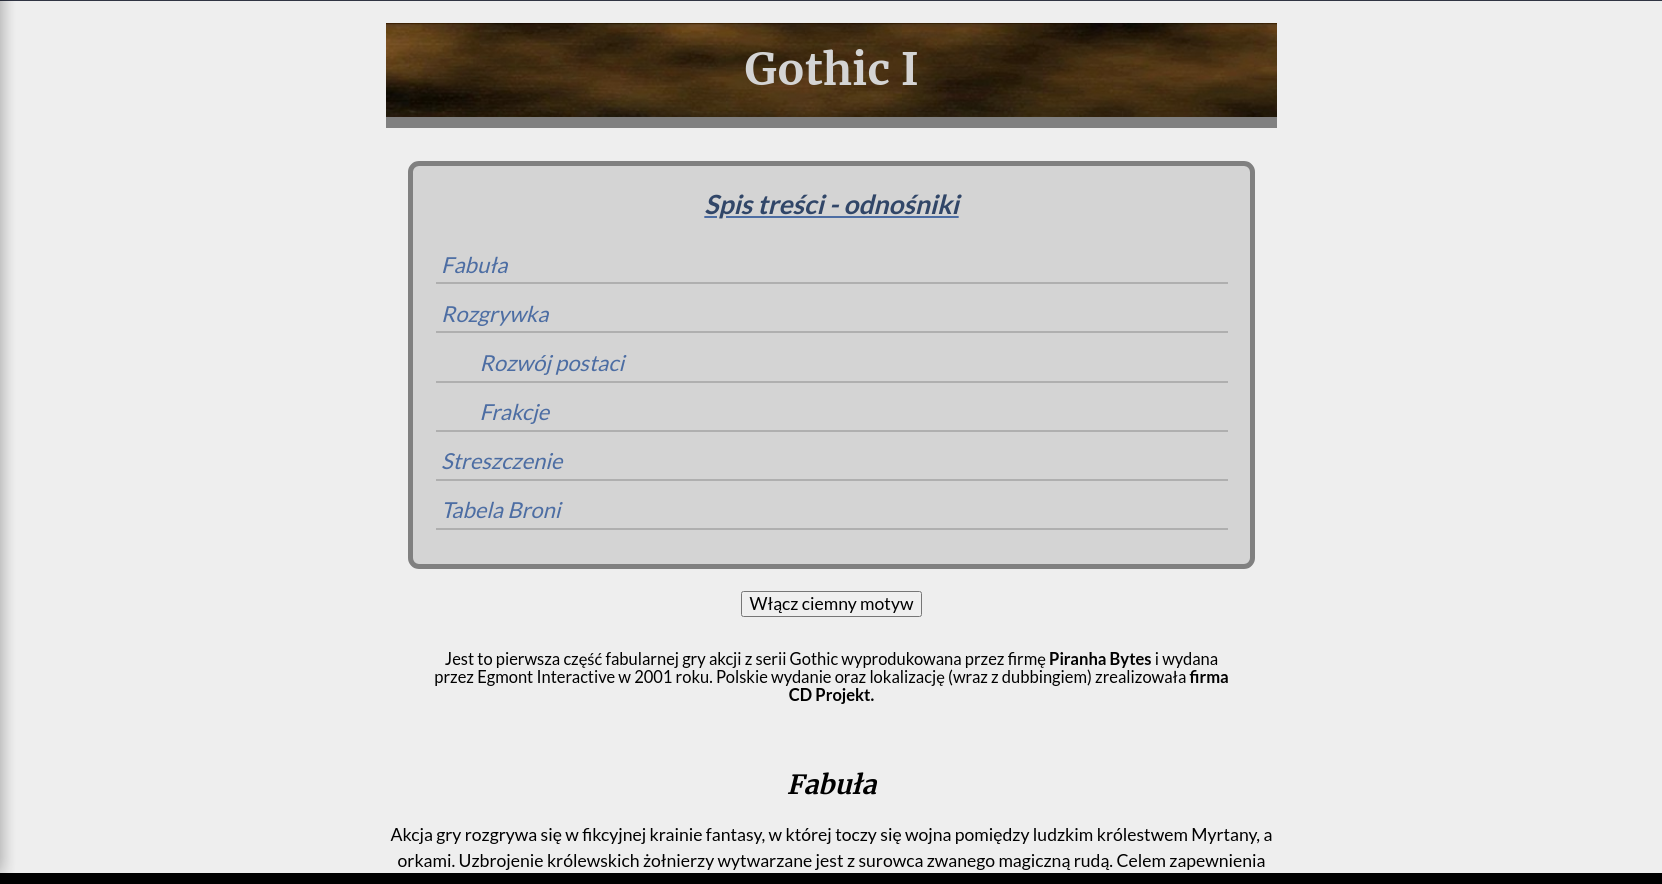 Gothic I
Spis treści - odnośniki
Fabuła
Rozgrywka
Rozwój postaci
Frakcje
Streszczenie
Tabela Broni
Włącz ciemny motyw
Jest to pierwsza część fabularnej gry akcji z serii Gothic wyprodukowana przez firmę Piranha Bytes i wydana
przez Egmont Interactive w 2001 roku. Polskie wydanie oraz lokalizację (wraz z dubbingiem) zrealizowała firma
CD Projekt.
Fabuła
Akcja gry rozgrywa się w fikcyjnej krainie fantasy, w której toczy się wojna pomiędzy ludzkim królestwem Myrtany, a
orkami. Uzbrojenie królewskich żołnierzy wytwarzane jest z surowca zwanego magiczną rudą. Celem zapewnienia